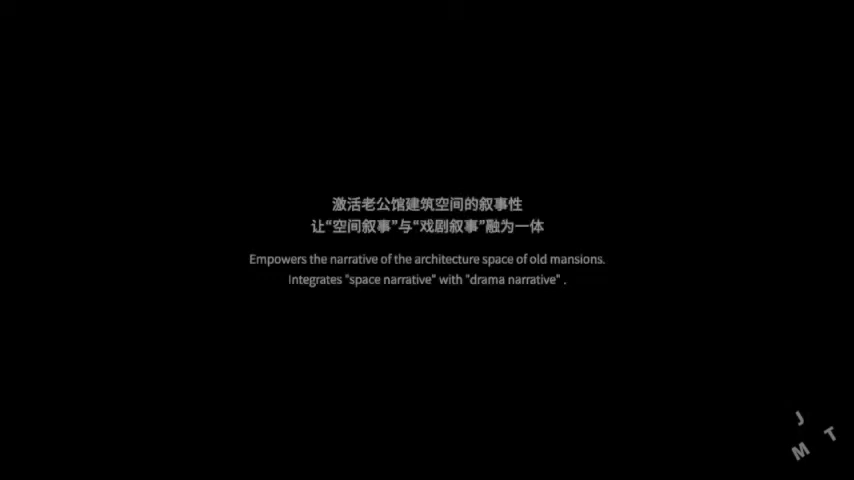 激活老公馆建筑空间的叙事性
让“空间叙事”与“戏剧叙事”融为一体
Empowers the narrative of the architecture space of old mansions.
Integrates "space narrative" with "drama narrative" .
J
M T